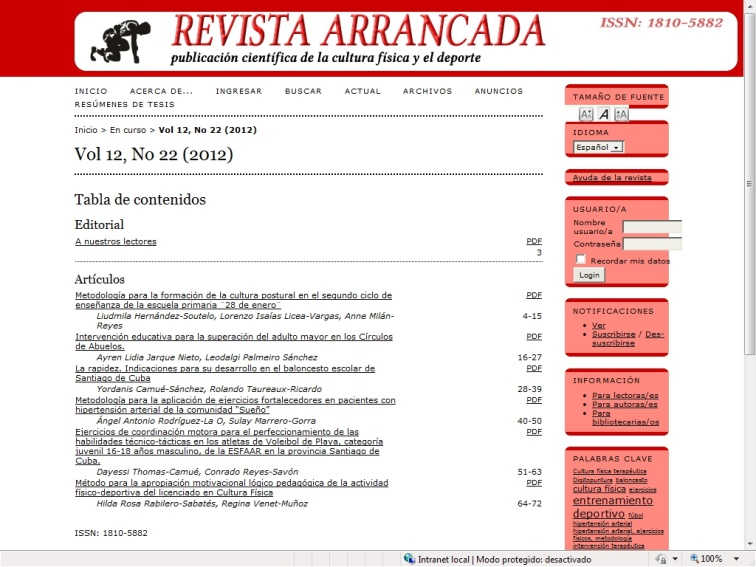 REVISTA ARRANCADA
publicación científica de la cultura física y el deporte
ISSN: 1810-5882
INICIO ACERCA DE... INGRESAR BUSCAR ACTUAL ARCHIVOS ANUNCIOS
RESÚMENES DE TESIS
Inicio > En curso > Vol 12, No 22 (2012)
Vol 12, No 22 (2012)
Tabla de contenidos
Editorial
A nuestros lectores PDF
3
Artículos
Metodología para la formación de la cultura postural en el segundo ciclo de PDF
enseñanza de la escuela primaria ¨28 de enero¨
Liudmila Hernández-Soutelo, Lorenzo Isaías Licea-Vargas, Anne Milán- 4-15
Reyes
Intervención educativa para la superación del adulto mayor en los Círculos PDF
de Abuelos.
Ayren Lidia Jarque Nieto, Leodalgi Palmeiro Sánchez 16-27
La rapidez. Indicaciones para su desarrollo en el baloncesto escolar de PDF
Santiago de Cuba
Yordanis Camué-Sánchez, Rolando Taureaux-Ricardo 28-39
Metodología para la aplicación de ejercicios fortalecedores en pacientes con PDF
hipertensión arterial de la comunidad "Sueño"
Ángel Antonio Rodríguez-La O, Sulay Marrero-Gorra 40-50
Ejercicios de coordinación motora para el perfeccionamiento de las PDF
habilidades técnico-tácticas en los atletas de Voleibol de Playa, categoría
juvenil 16-18 años masculino, de la ESFAAR en la provincia Santiago de
Cuba.
Dayessi Thomas-Camué, Conrado Reyes-Savón 51-63
Método para la apropiación motivacional lógico pedagógica de la actividad PDF
físico-deportiva del licenciado en Cultura Física
Hilda Rosa Rabilero-Sabatés, Regina Venet-Muñoz 64-72
ISSN: 1810-5882
TAMAÑO DE FUENTE
A A A
IDIOMA
Español
Ayuda de la revista
USUARIO/A
Nombre
usuario/a
Contraseña
Recordar mis datos
Login
NOTIFICACIONES
Ver
Suscribirse / Des-
suscribirse
INFORMACIÓN
Para lectoras/es
Para autoras/es
Para
bibliotecarias/os
PALABRAS CLAVE
Cultura física terapéutica
Digitopuntura baloncesto
cultura física ejercicios
entrenamiento
deportivo fútbol
hipertensión arterial
hipertensión arterial, ejercicios
físicos, metodología
intervención terapéutica
Intranet local | Modo protegido: desactivado 100%